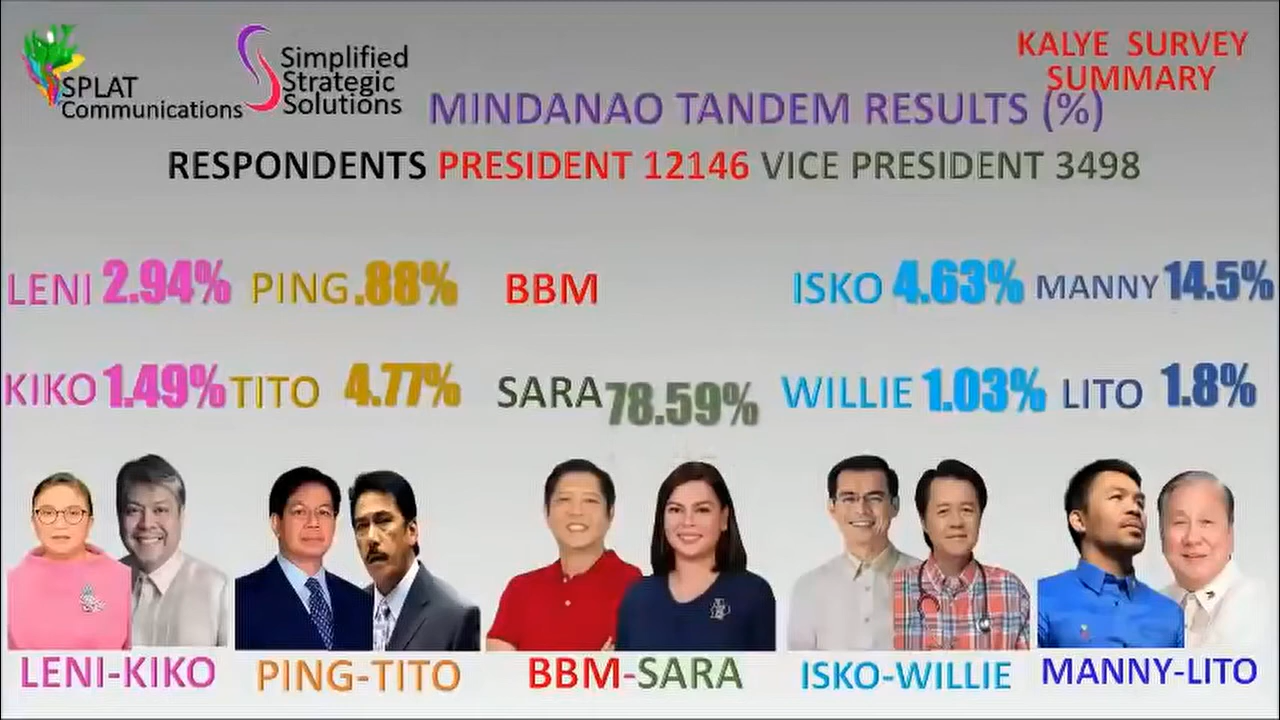 SPLAT
Communications
Simplified
Strategic
Solutions
KALYE SURVEY
SUMMARY
MINDANAO TANDEM RESULTS (%)
RESPONDENTS PRESIDENT 12146 VICE PRESIDENT 3498
LENI 2.94% PING .88% BBM ISKO 4.63% MANNY 14.5%
KIKO 1.49% TITO 4.77% SARA 78.59% WILLIE 1.03% LITO 1.8%
LENI-KIKO PING-TITO BBM-SARA ISKO-WILLIE MANNY-LITO